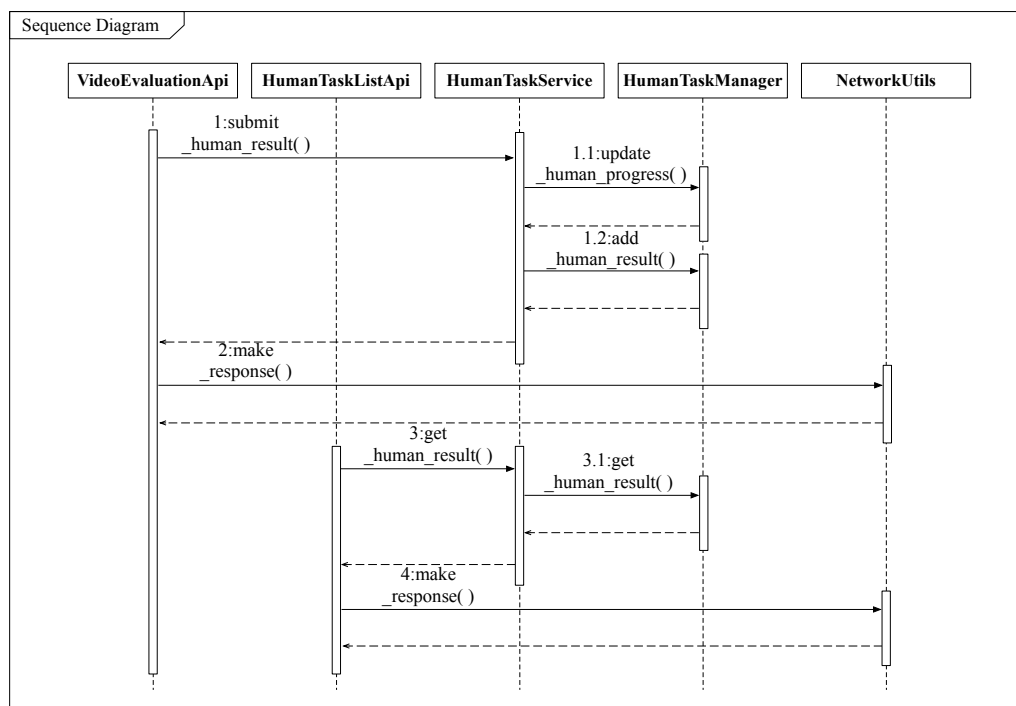 Sequence Diagram
VideoEvaluationApi
HumanTaskListApi
HumanTaskService
HumanTaskManager
NetworkUtils
1:submit
_human_result( )
1.1:update
_human_progress( )
1.2:add
_human_result( )
2:make
_response( )
3:get
_human_result( )
3.1:get
_human_result( )
4:make
_response( )